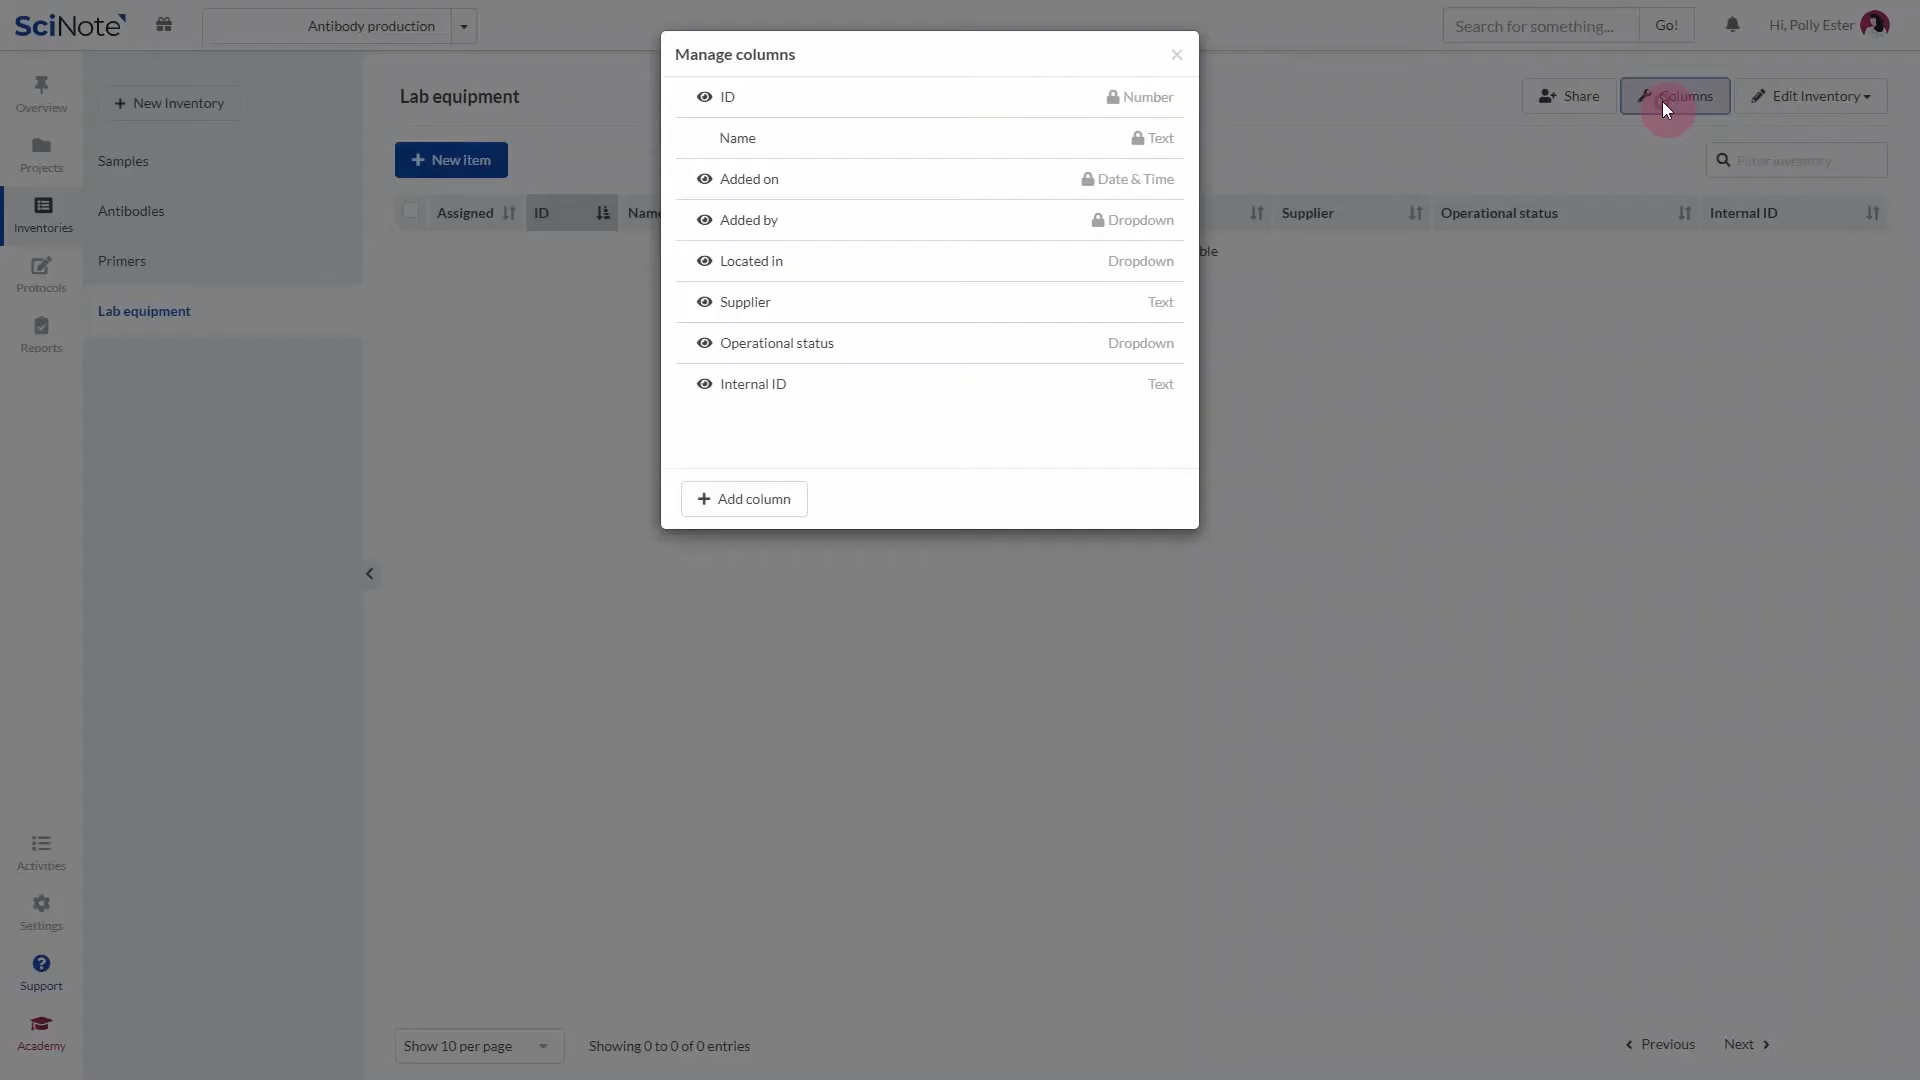 SciNote
Antibody production
Search for something...
Go!
Hi, Polly Ester
Manage columns
×
ID
Number
Name
Text
Added on
Date & Time
Added by
Dropdown
Located in
Dropdown
Supplier
Text
Operational status
Dropdown
Internal ID
Text
+ Add column
Overview
Projects
Inventories
Protocols
Reports
Activities
Settings
Support
Academy
+ New Inventory
Samples
Antibodies
Primers
Lab equipment
Lab equipment
Share
Columns
Edit Inventory
+ New item
Filter inventory
Assigned
ID
Supplier
Operational status
Internal ID
Show 10 per page
Showing 0 to 0 of 0 entries
Previous
Next